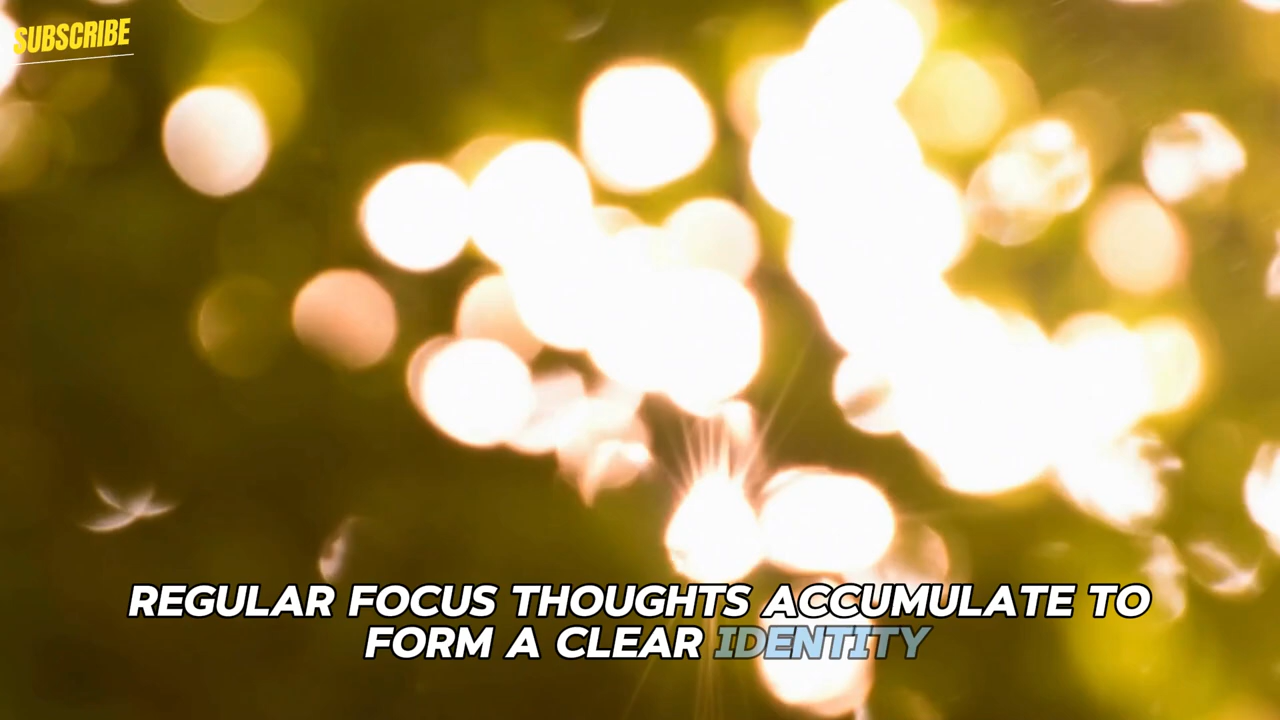 SUBSCRIBE
REGULAR FOCUS THOUGHTS ACCUMULATE TO
FORM A CLEAR IDENTITY